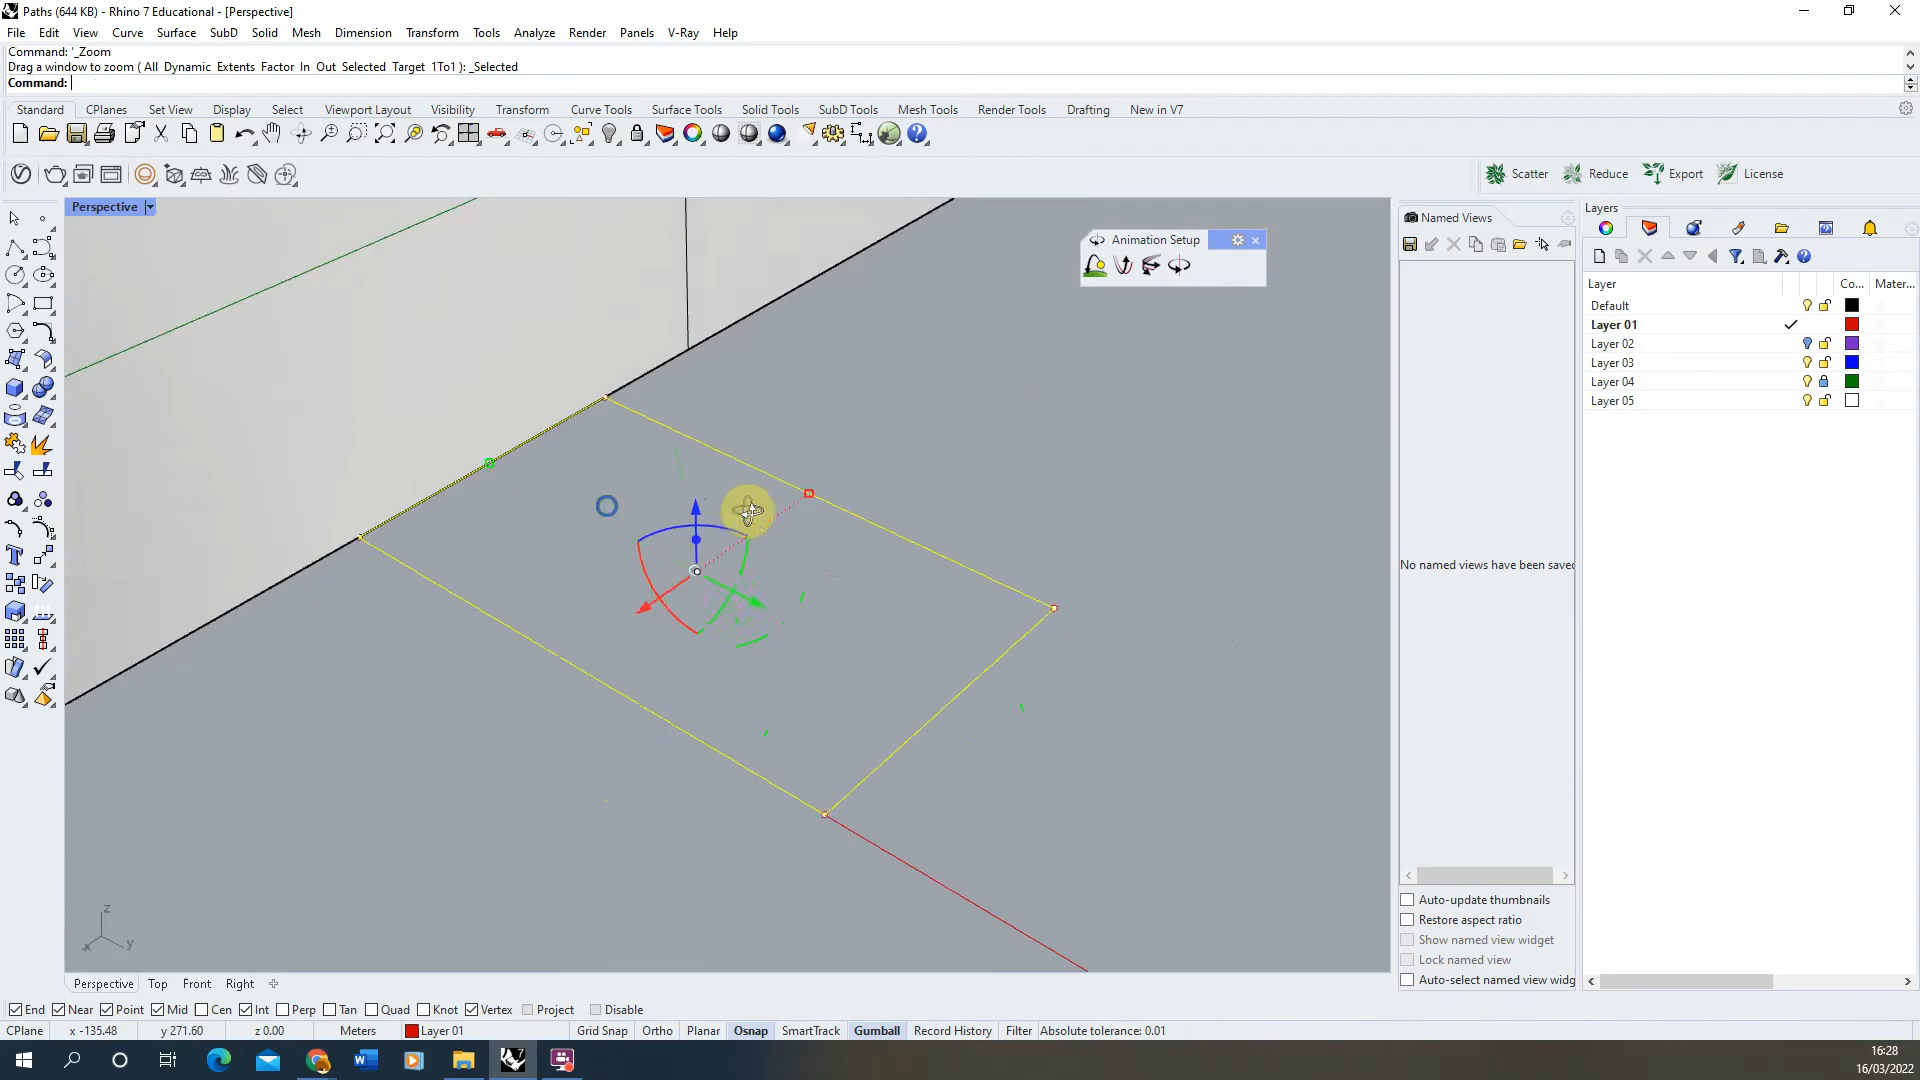 Paths (644 KB) - Rhino 7 Educational - [Perspective]
File Edit View Curve Surface SubD Solid Mesh Dimension Transform Tools Analyze Render Panels V-Ray Help
Command: '_Zoom
Drag a window to zoom ( All Dynamic Extents Factor In Out Selected Target 1To1 ): _Selected
Command:
Standard CPlanes Set View Display Select Viewport Layout Visibility Transform Curve Tools Surface Tools Solid Tools SubD Tools Mesh Tools Render Tools Drafting New in V7
Scatter Reduce Export License
Perspective
Animation Setup
Named Views
No named views have been saved
Auto-update thumbnails
Restore aspect ratio
Show named view widget
Lock named view
Auto-select named view widg
Layers
Layer Co... Mater...
Default
Layer 01
Layer 02
Layer 03
Layer 04
Layer 05
z
x y
Perspective Top Front Right
End Near Point Mid Cen Int Perp Tan Quad Knot Vertex Project Disable
CPlane x -135.48 y 271.60 z 0.00 Meters Layer 01 Grid Snap Ortho Planar Osnap SmartTrack Gumball Record History Filter Absolute tolerance: 0.01
16:28
16/03/2022